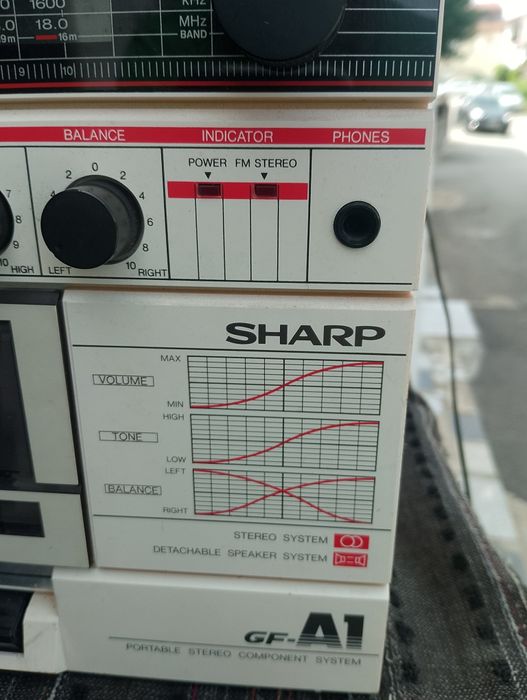 1600 KHz
18.0 MHz
16m BAND
9 10
BALANCE INDICATOR PHONES
POWER FM STEREO
2 0 2
4 4
6
8
LEFT 10 RIGHT
7
8
9
10
HIGH
SHARP
MAX
VOLUME
MIN
HIGH
TONE
LOW
LEFT
BALANCE
RIGHT
STEREO SYSTEM
DETACHABLE SPEAKER SYSTEM
GF-A1
PORTABLE STEREO COMPONENT SYSTEM